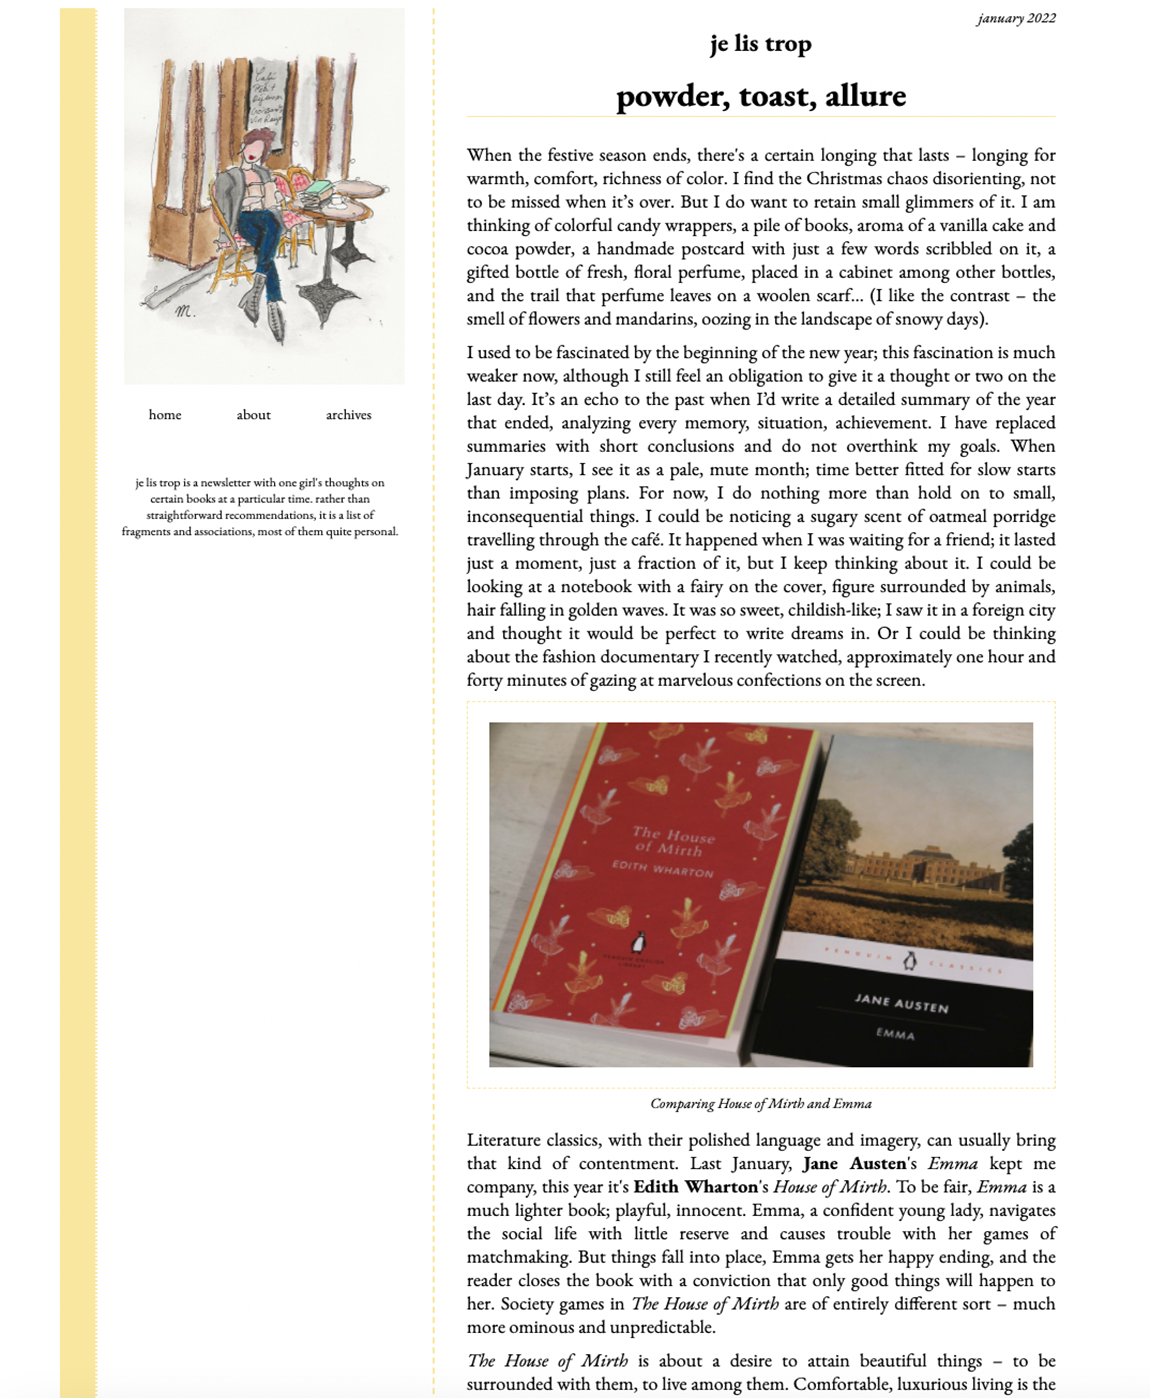 Café
january 2022
je lis trop
powder, toast, allure
M.
home about archives
je lis trop is a newsletter with one girl's thoughts on
certain books at a particular time. rather than
straightforward recommendations, it is a list of
fragments and associations, most of them quite personal.
When the festive season ends, there's a certain longing that lasts – longing for
warmth, comfort, richness of color. I find the Christmas chaos disorienting, not
to be missed when it’s over. But I do want to retain small glimmers of it. I am
thinking of colorful candy wrappers, a pile of books, aroma of a vanilla cake and
cocoa powder, a handmade postcard with just a few words scribbled on it, a
gifted bottle of fresh, floral perfume, placed in a cabinet among other bottles,
and the trail that perfume leaves on a woolen scarf... (I like the contrast – the
smell of flowers and mandarins, oozing in the landscape of snowy days).
I used to be fascinated by the beginning of the new year; this fascination is much
weaker now, although I still feel an obligation to give it a thought or two on the
last day. It’s an echo to the past when I’d write a detailed summary of the year
that ended, analyzing every memory, situation, achievement. I have replaced
summaries with short conclusions and do not overthink my goals. When
January starts, I see it as a pale, mute month; time better fitted for slow starts
than imposing plans. For now, I do nothing more than hold on to small,
inconsequential things. I could be noticing a sugary scent of oatmeal porridge
travelling through the café. It happened when I was waiting for a friend; it lasted
just a moment, just a fraction of it, but I keep thinking about it. I could be
looking at a notebook with a fairy on the cover, figure surrounded by animals,
hair falling in golden waves. It was so sweet, childish-like; I saw it in a foreign city
and thought it would be perfect to write dreams in. Or I could be thinking
about the fashion documentary I recently watched, approximately one hour and
forty minutes of gazing at marvelous confections on the screen.
The House
of Mirth
EDITH WHARTON
PENGUIN ENGLISH
LIBRARY
PENGUIN CLASSICS
JANE AUSTEN
EMMA
Comparing House of Mirth and Emma
Literature classics, with their polished language and imagery, can usually bring
that kind of contentment. Last January, Jane Austen's Emma kept me
company, this year it's Edith Wharton's House of Mirth. To be fair, Emma is a
much lighter book; playful, innocent. Emma, a confident young lady, navigates
the social life with little reserve and causes trouble with her games of
matchmaking. But things fall into place, Emma gets her happy ending, and the
reader closes the book with a conviction that only good things will happen to
her. Society games in The House of Mirth are of entirely different sort – much
more ominous and unpredictable.
The House of Mirth is about a desire to attain beautiful things – to be
surrounded with them, to live among them. Comfortable, luxurious living is the